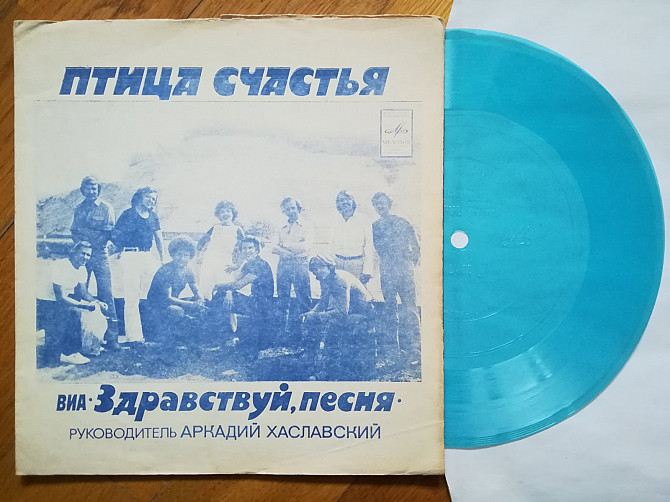 ПТИЦА СЧАСТЬЯ
ВИА · Здравствуй, песня ·
РУКОВОДИТЕЛЬ АРКАДИЙ ХАСЛАВСКИЙ